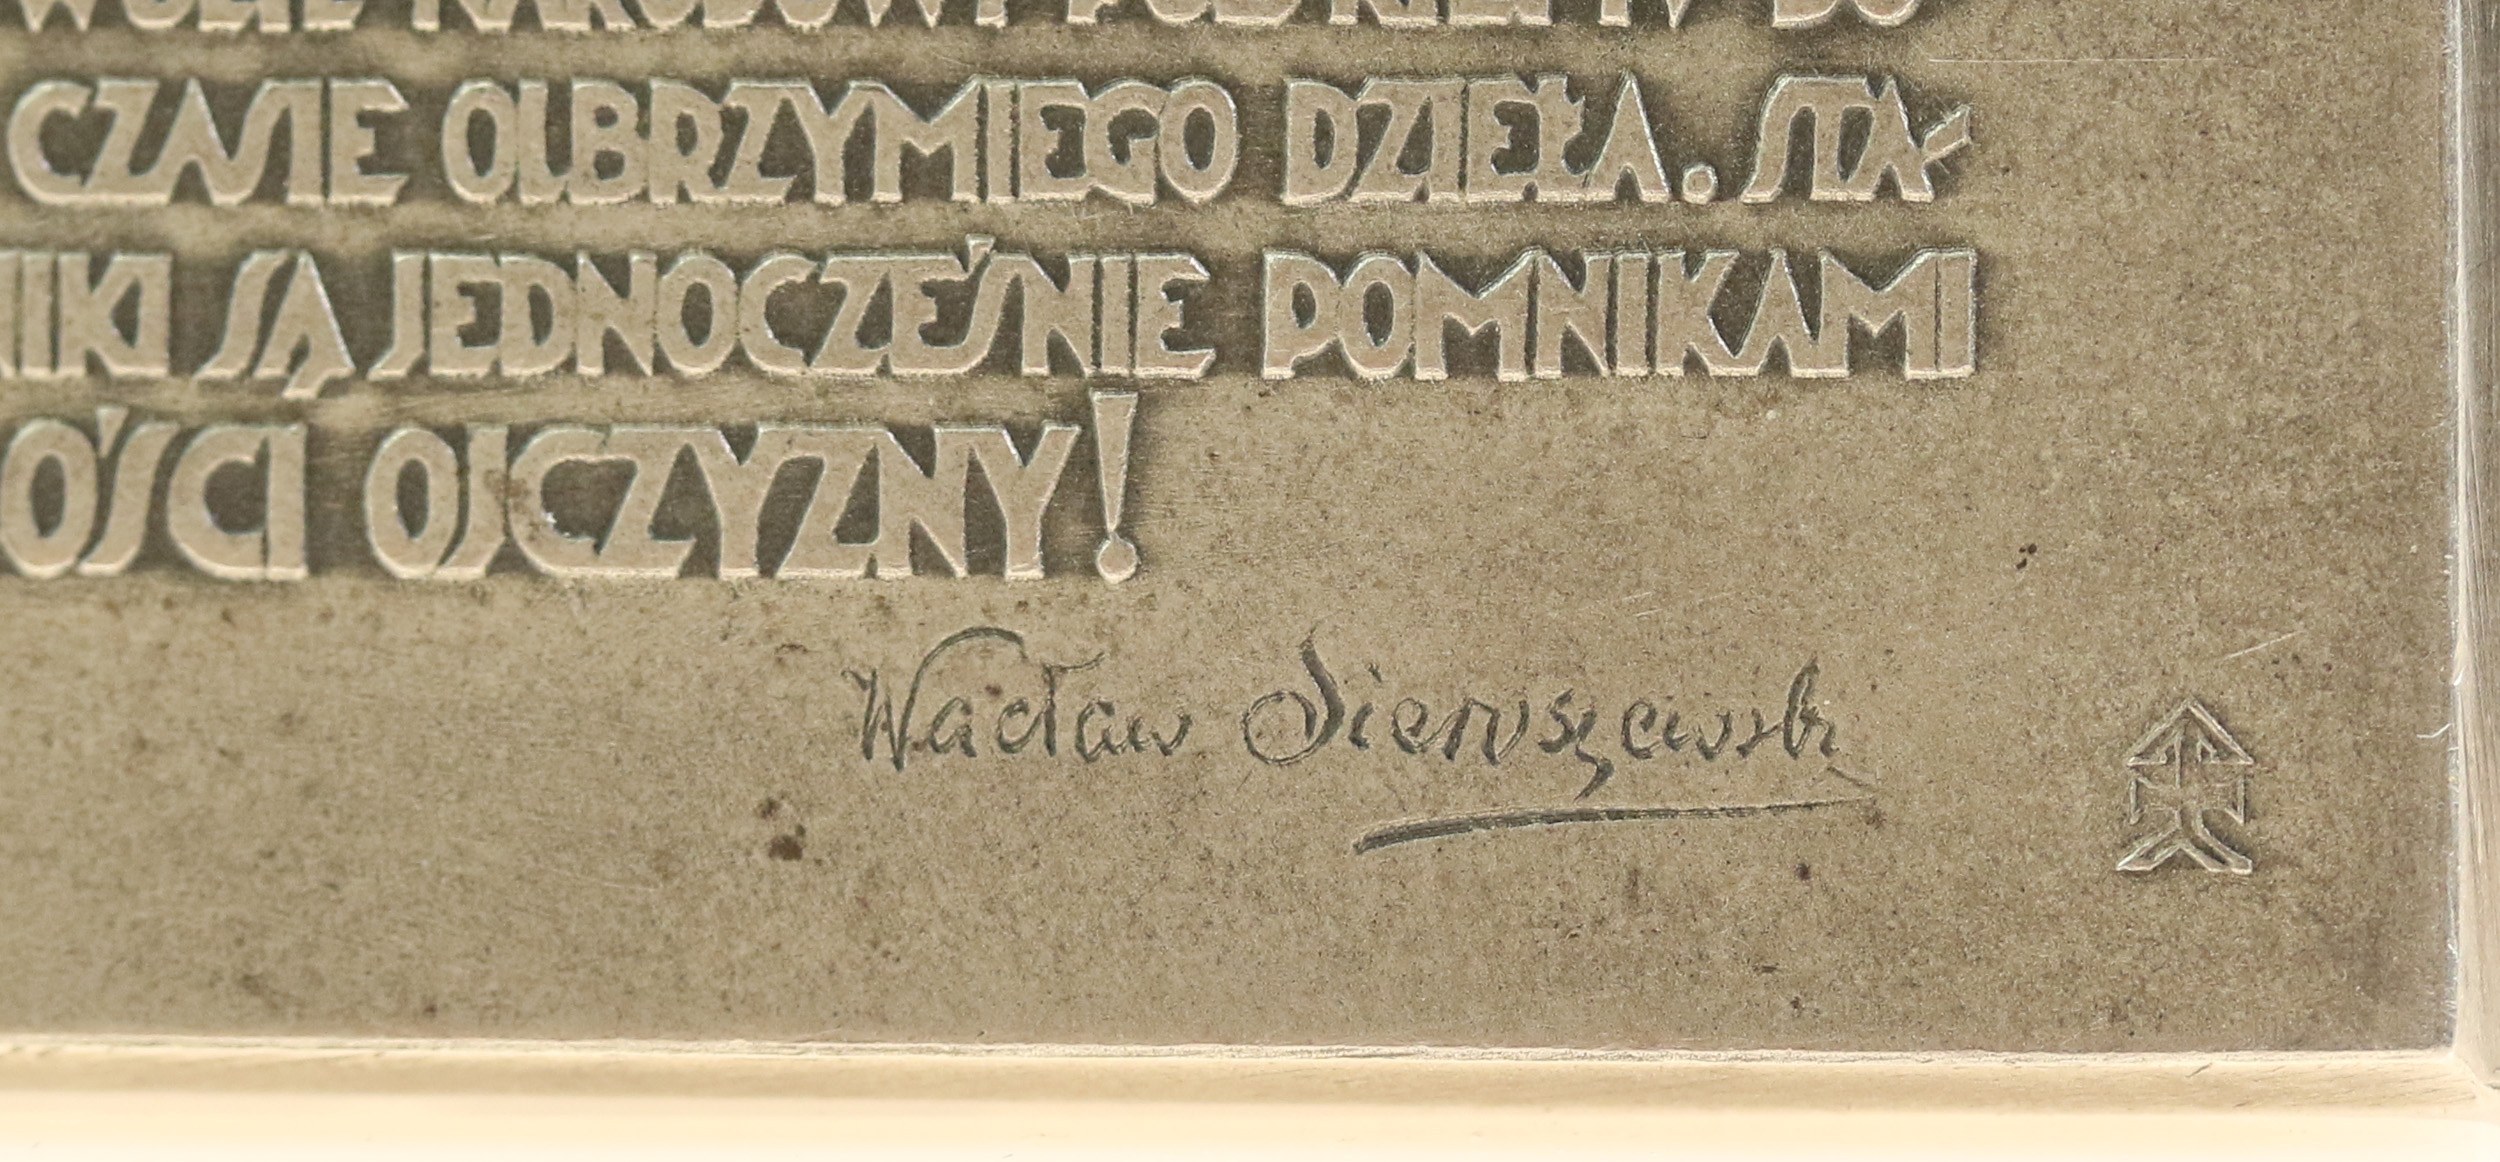 CZASIE OLBRZYMIEGO DZIEŁA. STA-
NIKI SĄ JEDNOCZEŚNIE POMNIKAMI
OŚCI OJCZYZNY!
Wacław Sieroszewski